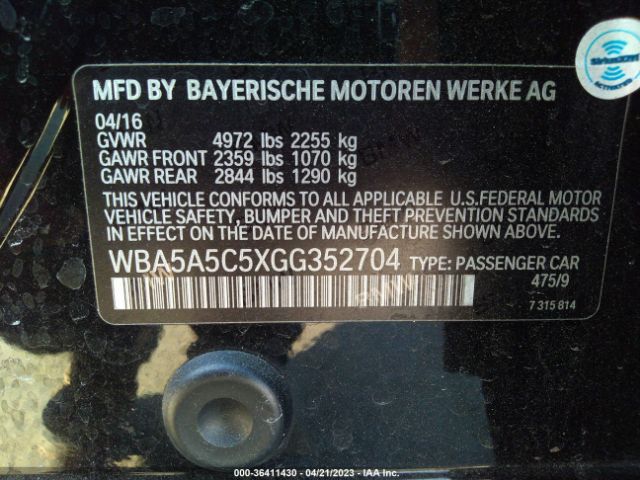 SiriusXM
ACTIVATED
MFD BY BAYERISCHE MOTOREN WERKE AG
04/16
GVWR 4972 lbs 2255 kg
GAWR FRONT 2359 lbs 1070 kg
GAWR REAR 2844 lbs 1290 kg
THIS VEHICLE CONFORMS TO ALL APPLICABLE U.S.FEDERAL MOTOR
VEHICLE SAFETY, BUMPER, AND THEFT PREVENTION STANDARDS
IN EFFECT ON THE DATE OF MANUFACTURE SHOWN ABOVE.
WBA5A5C5XGG352704 TYPE: PASSENGER CAR
475/9
7 315 814
000-36411430 - 04/21/2023 - IAA Inc.